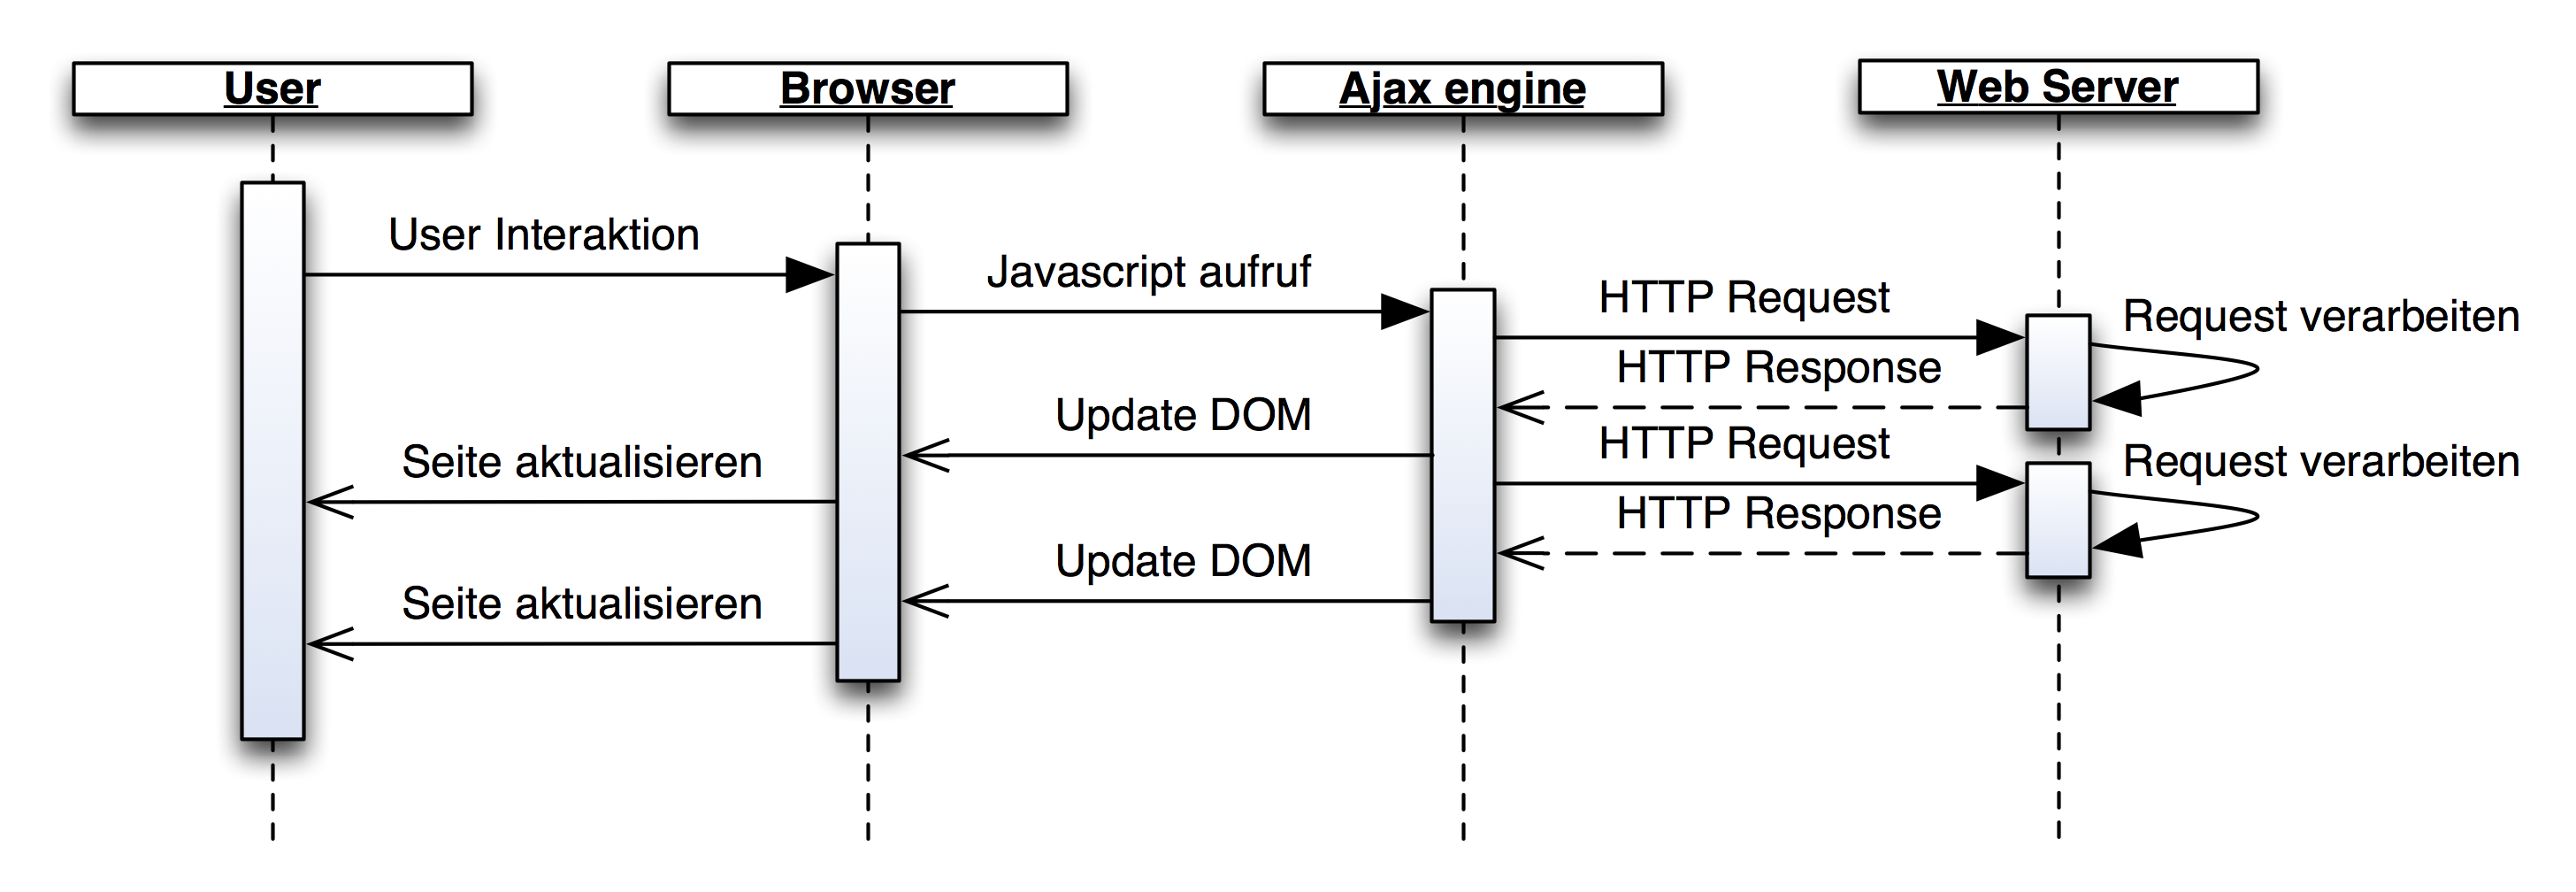 User
Browser
Ajax engine
Web Server
User Interaktion
Javascript aufruf
HTTP Request
Request verarbeiten
HTTP Response
Update DOM
HTTP Request
Seite aktualisieren
Request verarbeiten
HTTP Response
Update DOM
Seite aktualisieren